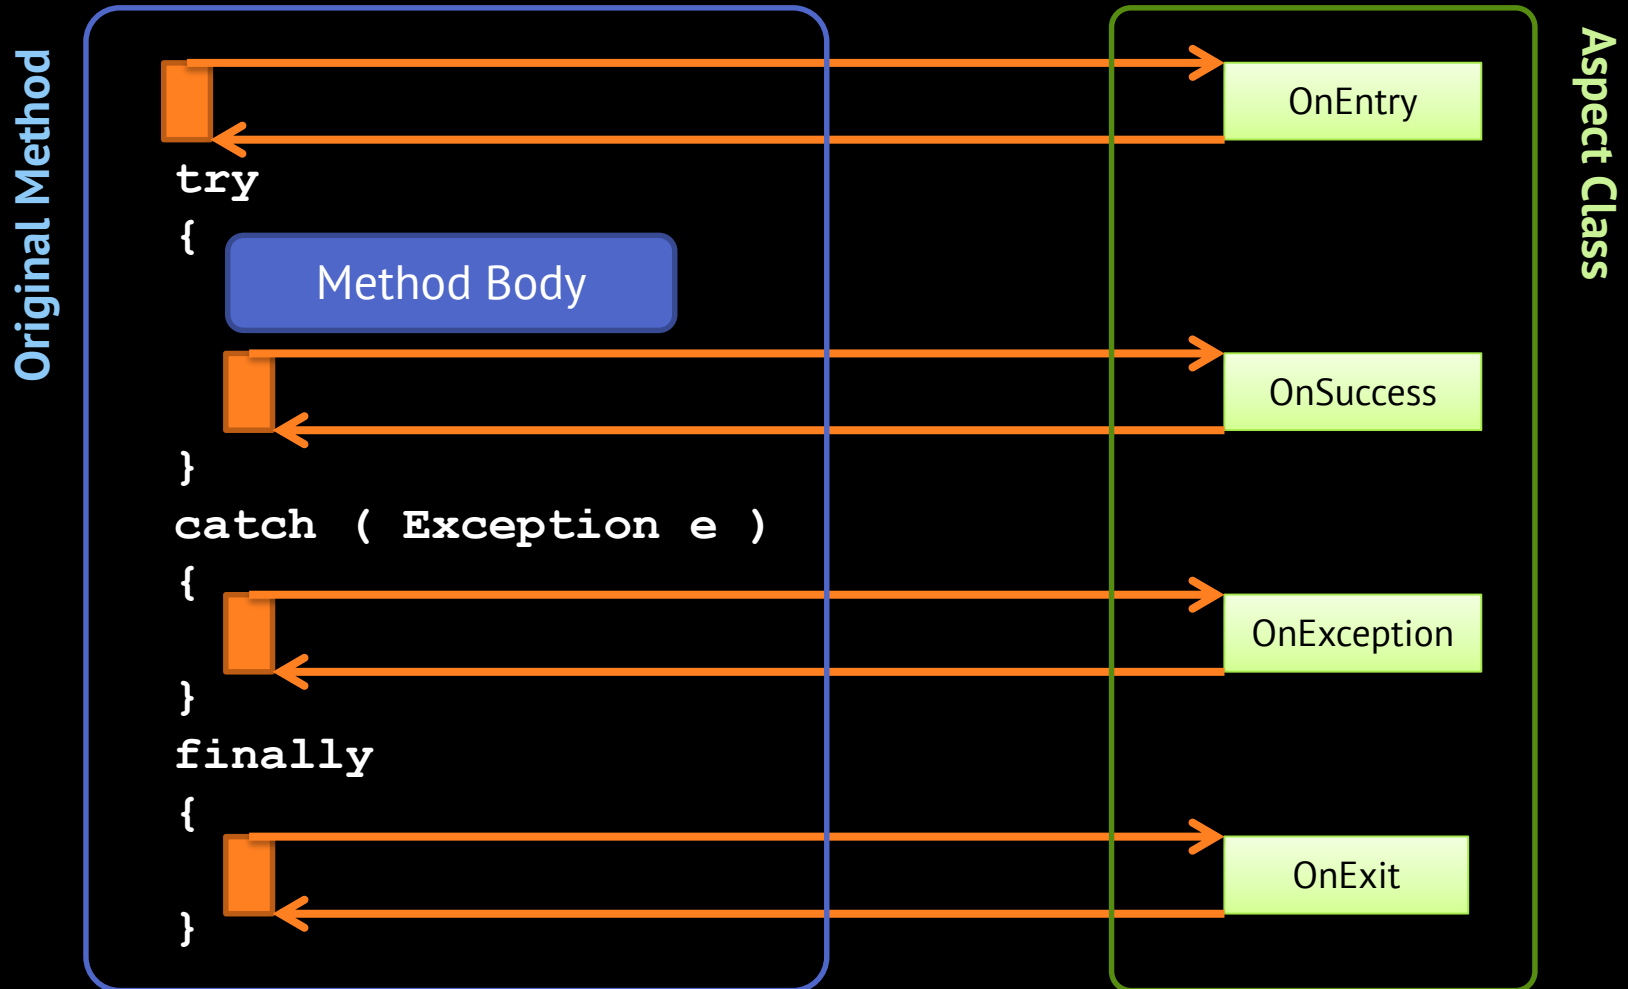 Original Method
Aspect Class
OnEntry
try
{
Method Body
OnSuccess
}
catch ( Exception e )
{
OnException
}
finally
{
OnExit
}